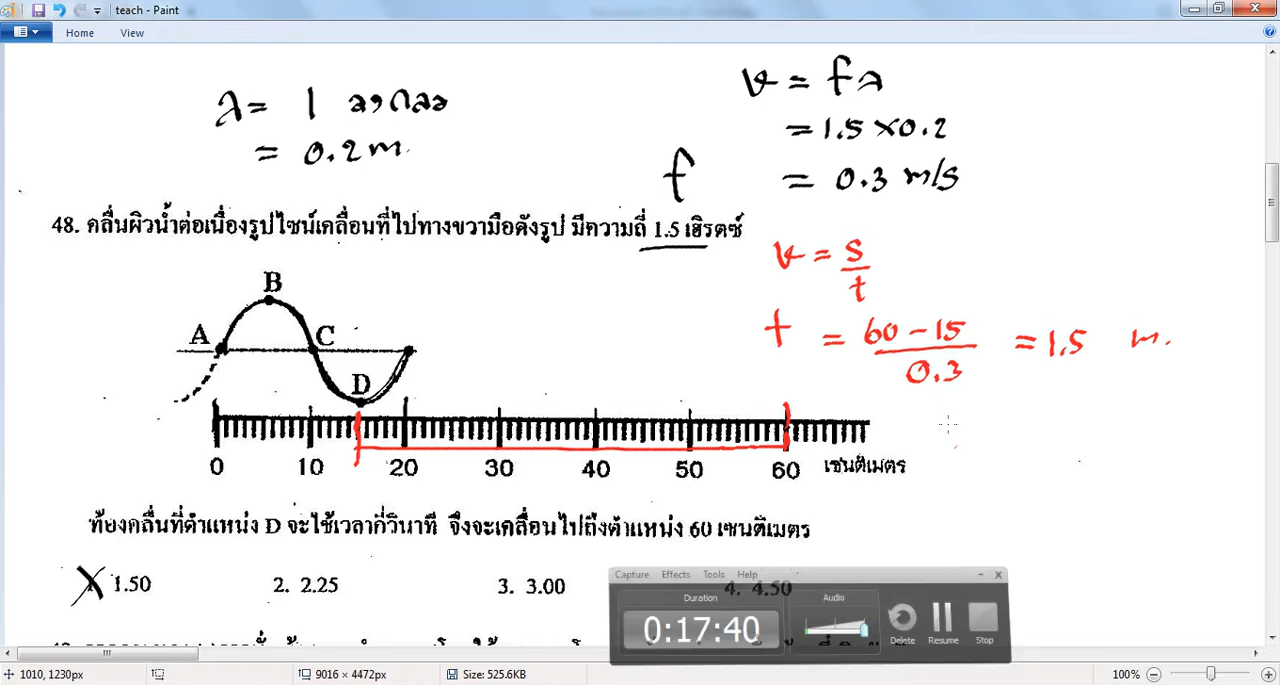 teach - Paint
Home View
λ = 1 ลูกคลื่น
= 0.2 m.
v = fλ
= 1.5 × 0.2
= 0.3 m/s
f
48. คลื่นผิวน้ำต่อเนื่องรูปไซน์เคลื่อนที่ไปทางขวามือดังรูป มีความถี่ 1.5 เฮิรตซ์
v = s/t
t = 60 - 15 / 0.3 = 1.5 m.
B
A C
D
0 10 20 30 40 50 60 เซนติเมตร
ท้องคลื่นที่ตำแหน่ง D จะใช้เวลากี่วินาที จึงจะเคลื่อนไปถึงตำแหน่ง 60 เซนติเมตร
1.50 2. 2.25 3. 3.00 4. 4.50
Capture Effects Tools Help
Duration Audio
0:17:40
Delete Resume Stop
1010, 1230px 9016 × 4472px Size: 525.6KB 100%